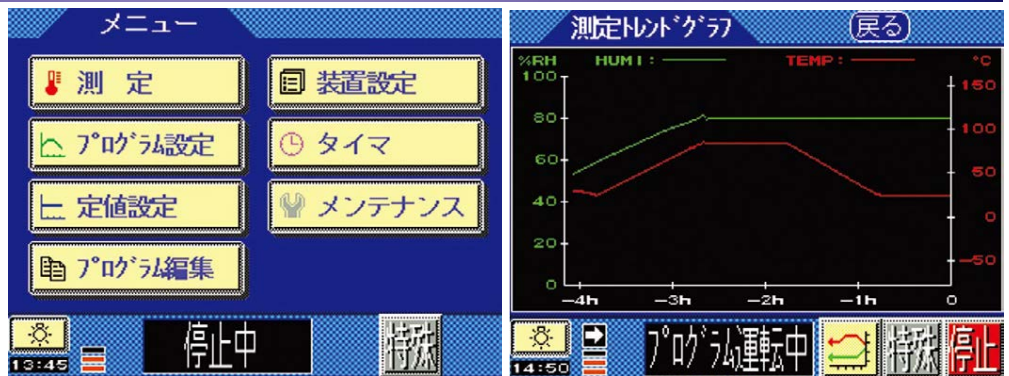 メニュー
測 定
装置設定
ﾌﾟﾛｸﾞﾗﾑ設定
タイマ
定値設定
メンテナンス
ﾌﾟﾛｸﾞﾗﾑ編集
13:45
停止中
特殊
測定ﾄﾚﾝﾄﾞｸﾞﾗﾌ
戻る
%RH HUMI: TEMP: °C
100
150
80
100
60
50
40
0
20
-50
0
-4h -3h -2h -1h 0
14:50
ﾌﾟﾛｸﾞﾗﾑ運転中
特殊
停止